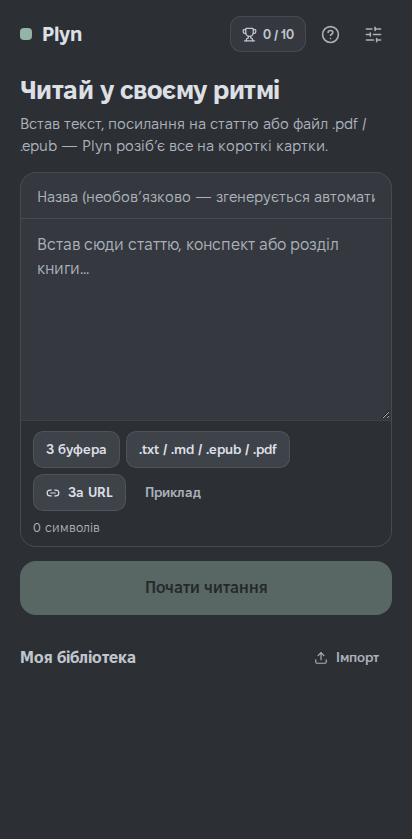 Plyn
0 / 10
Читай у своєму ритмі
Встав текст, посилання на статтю або файл .pdf /
.epub — Plyn розіб’є все на короткі картки.
Назва (необов’язково — згенерується автомати
Встав сюди статтю, конспект або розділ
книги…
З буфера
.txt / .md / .epub / .pdf
За URL
Приклад
0 символів
Почати читання
Моя бібліотека
Імпорт